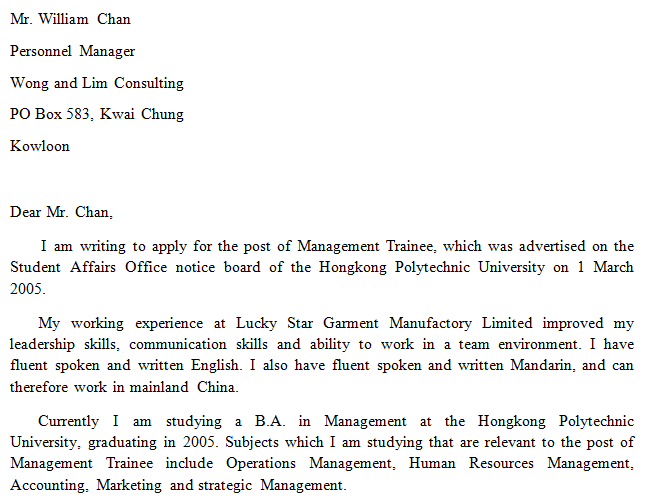 Mr. William Chan
Personnel Manager
Wong and Lim Consulting
PO Box 583, Kwai Chung
Kowloon
Dear Mr. Chan,
I am writing to apply for the post of Management Trainee, which was advertised on the
Student Affairs Office notice board of the Hongkong Polytechnic University on 1 March
2005.
My working experience at Lucky Star Garment Manufactory Limited improved my
leadership skills, communication skills and ability to work in a team environment. I have
fluent spoken and written English. I also have fluent spoken and written Mandarin, and can
therefore work in mainland China.
Currently I am studying a B.A. in Management at the Hongkong Polytechnic
University, graduating in 2005. Subjects which I am studying that are relevant to the post of
Management Trainee include Operations Management, Human Resources Management,
Accounting, Marketing and strategic Management.